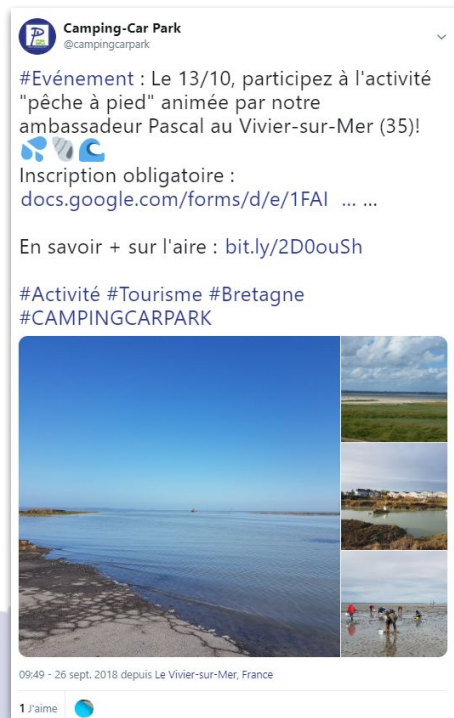 Camping-Car Park
@campingcarpark
#Evénement : Le 13/10, participez à l'activité
"pêche à pied" animée par notre
ambassadeur Pascal au Vivier-sur-Mer (35)!
💦🐚🌊
Inscription obligatoire :
docs.google.com/forms/d/e/1FAI ... ...
En savoir + sur l'aire : bit.ly/2D0ouSh
#Activité #Tourisme #Bretagne
#CAMPINGCARPARK
09:49 - 26 sept. 2018 depuis Le Vivier-sur-Mer, France
1 J'aime